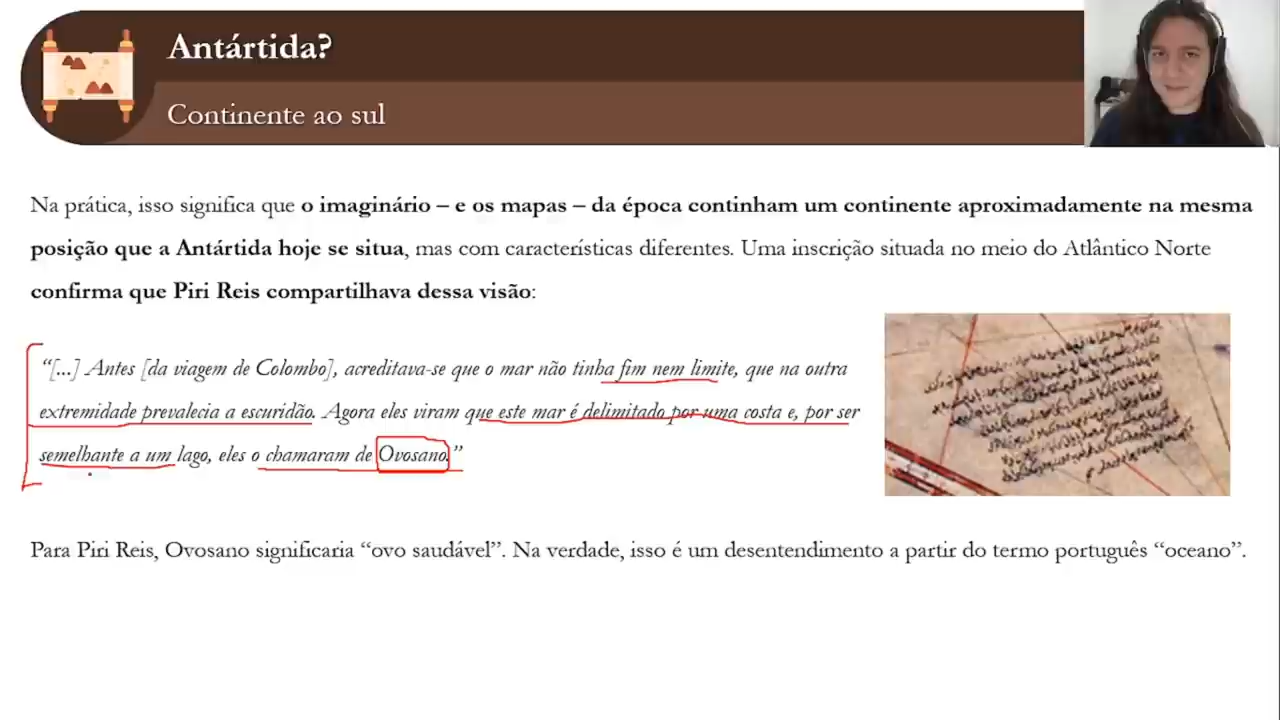 Antártida?
Continente ao sul
Na prática, isso significa que o imaginário – e os mapas – da época continham um continente aproximadamente na mesma
posição que a Antártida hoje se situa, mas com características diferentes. Uma inscrição situada no meio do Atlântico Norte
confirma que Piri Reis compartilhava dessa visão:
“[...] Antes [da viagem de Colombo], acreditava-se que o mar não tinha fim nem limite, que na outra
extremidade prevalecia a escuridão. Agora eles viram que este mar é delimitado por uma costa e, por ser
semelhante a um lago, eles o chamaram de Ovosano.”
Para Piri Reis, Ovosano significaria “ovo saudável”. Na verdade, isso é um desentendimento a partir do termo português “oceano”.